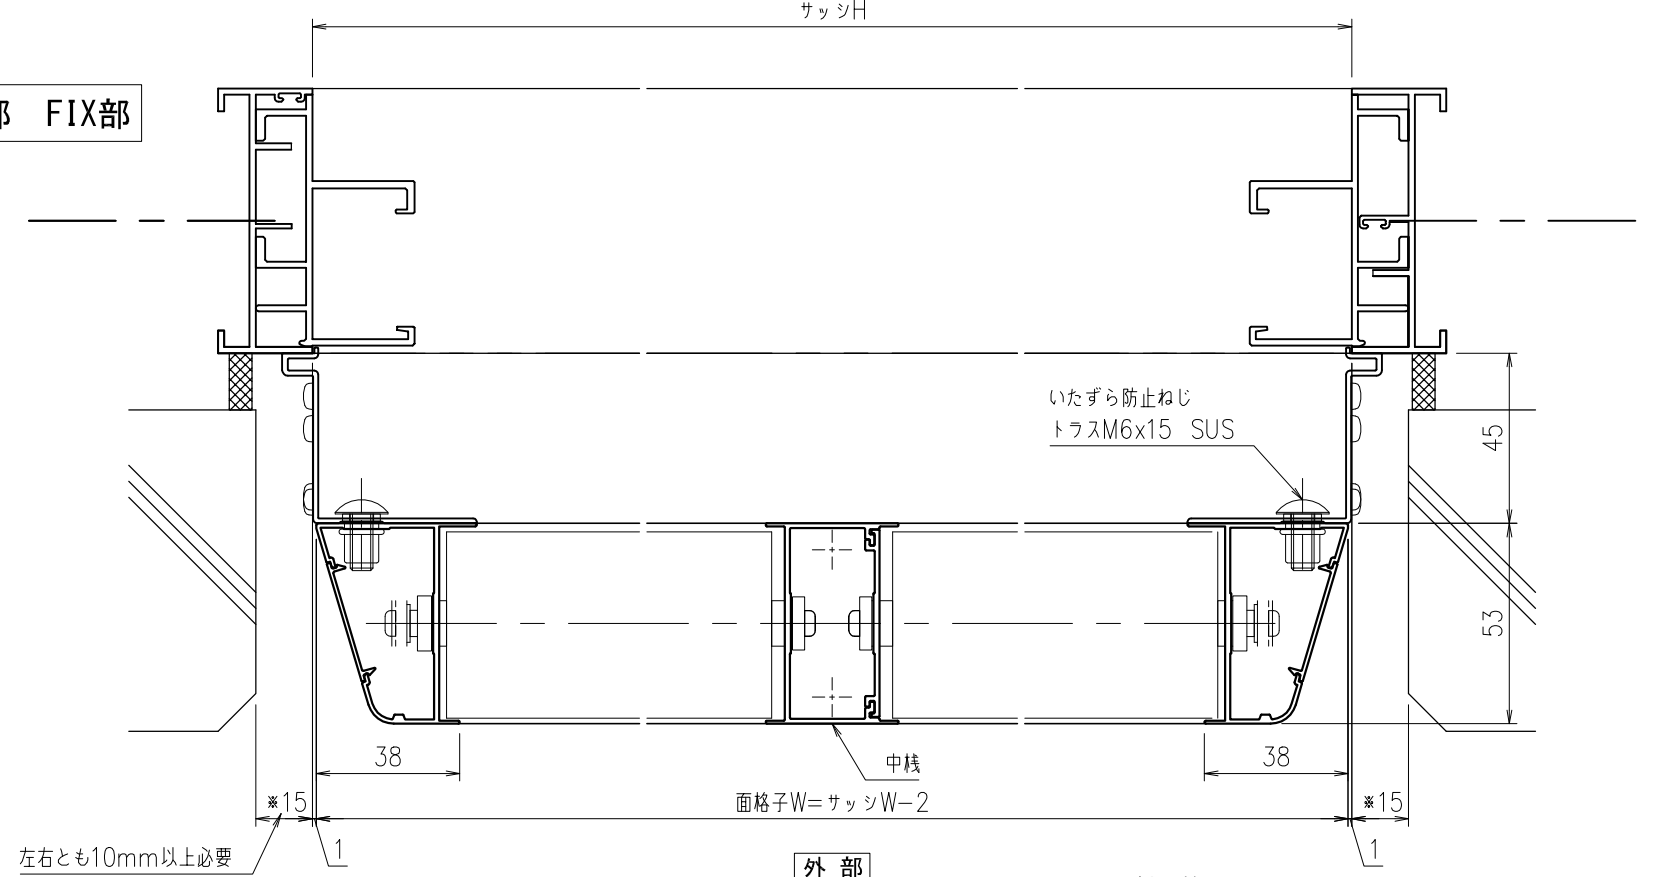 サッシH
部 FIX部
いたずら防止ねじ
トラスM6x15 SUS
45
53
38
中桟
38
※15
面格子W=サッシW-2
※15
左右とも10mm以上必要
1
1
外部